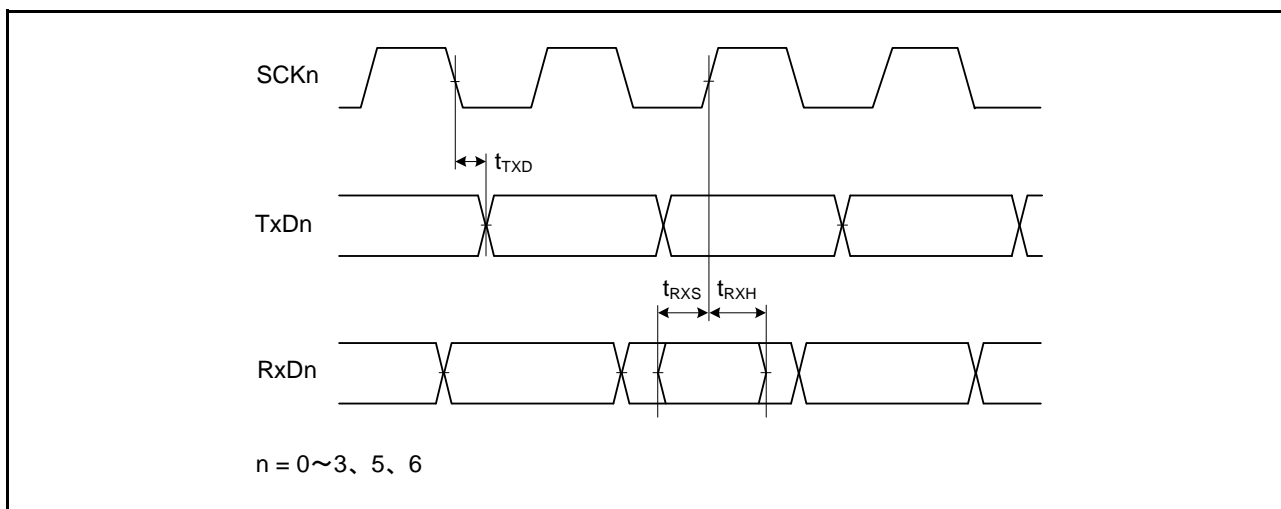 SCKn
tTXD
TxDn
tRXS tRXH
RxDn
n = 0～3、5、6